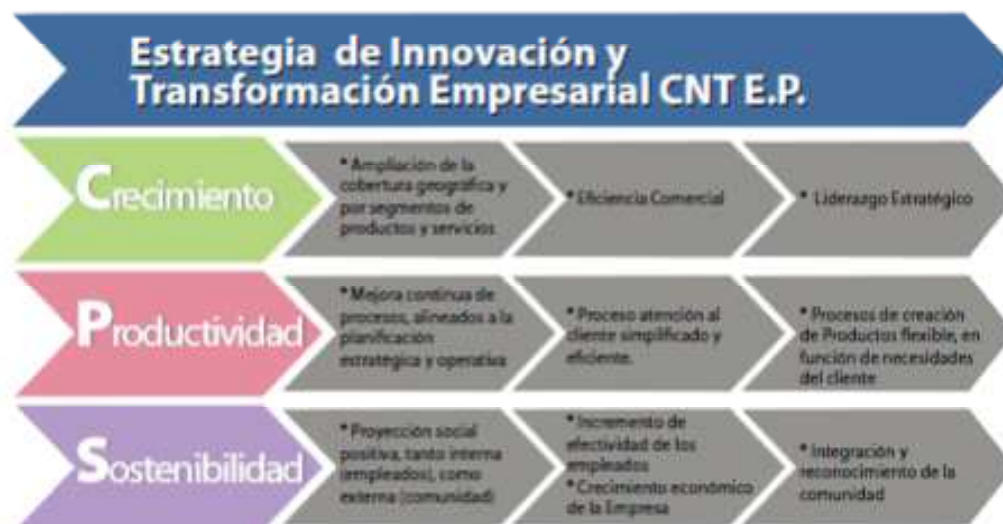 Estrategia de Innovación y
Transformación Empresarial CNT E.P.
Crecimiento
* Ampliación de la
cobertura geográfica y
por segmentos de
productos y servicios
* Eficiencia Comercial
* Liderazgo Estratégico
Productividad
* Mejora continua de
procesos, alineados a la
planificación
estratégica y operativa
* Proceso atención al
cliente simplificado y
eficiente.
* Procesos de creación
de Productos flexible, en
función de necesidades
del cliente
Sostenibilidad
* Proyección social
positiva, tanto interna
(empleados), como
externa (comunidad)
* Incremento de
efectividad de los
empleados
* Crecimiento económico
de la Empresa
* Integración y
reconocimiento de la
comunidad